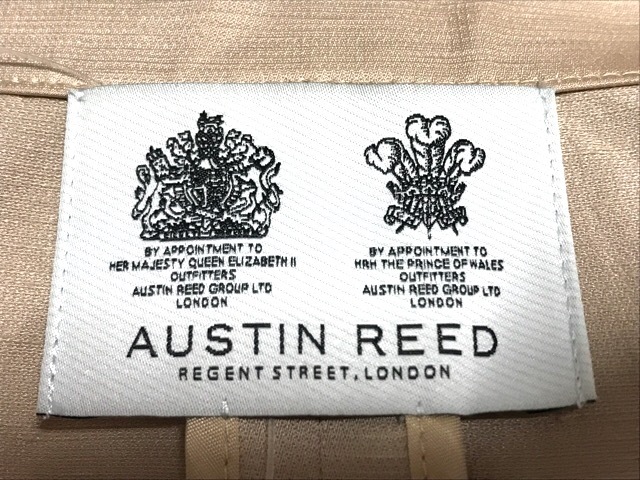 BY APPOINTMENT TO
HER MAJESTY QUEEN ELIZABETH II
OUTFITTERS
AUSTIN REED GROUP LTD
LONDON
BY APPOINTMENT TO
HRH THE PRINCE OF WALES
OUTFITTERS
AUSTIN REED GROUP LTD
LONDON
AUSTIN REED
REGENT STREET, LONDON